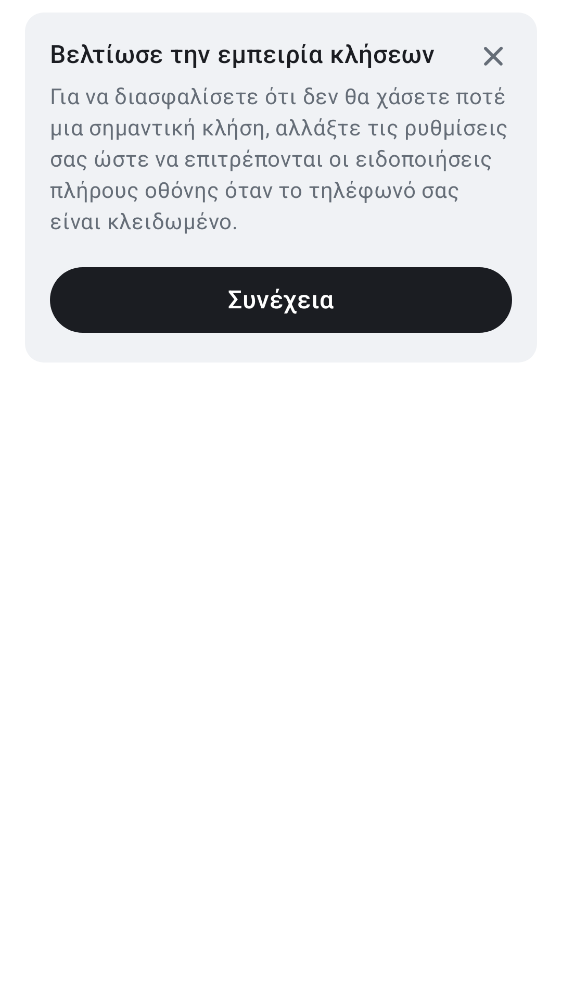 Βελτίωσε την εμπειρία κλήσεων
Για να διασφαλίσετε ότι δεν θα χάσετε ποτέ
μια σημαντική κλήση, αλλάξτε τις ρυθμίσεις
σας ώστε να επιτρέπονται οι ειδοποιήσεις
πλήρους οθόνης όταν το τηλέφωνό σας
είναι κλειδωμένο.
Συνέχεια